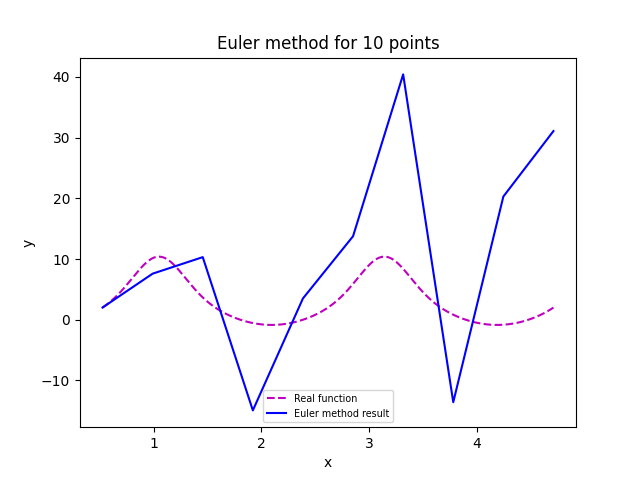 Euler method for 10 points
y
40
30
20
10
0
−10
Real function
Euler method result
1
2
3
4
x